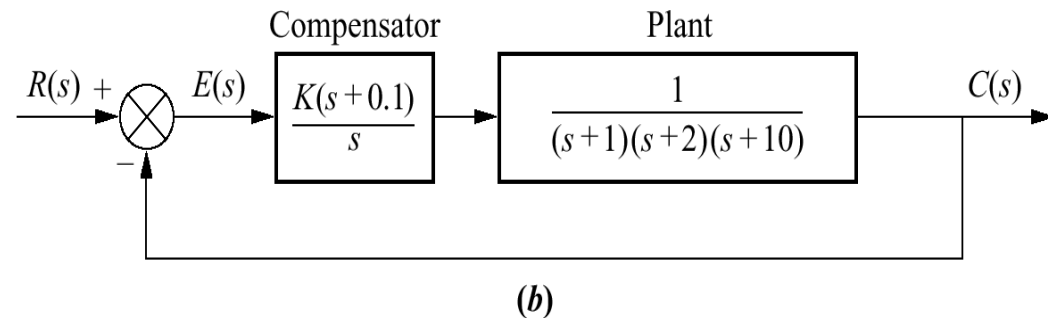 Compensator Plant
R(s) + E(s) K(s+0.1) 1 C(s)
s (s+1)(s+2)(s+10)
−
(b)